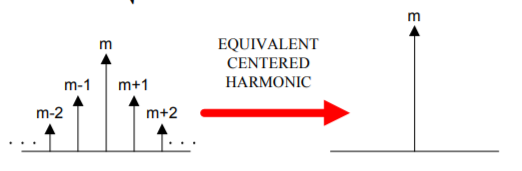 m
m
EQUIVALENT
CENTERED
HARMONIC
m-1
m+1
m-2
m+2
. . .
. . .